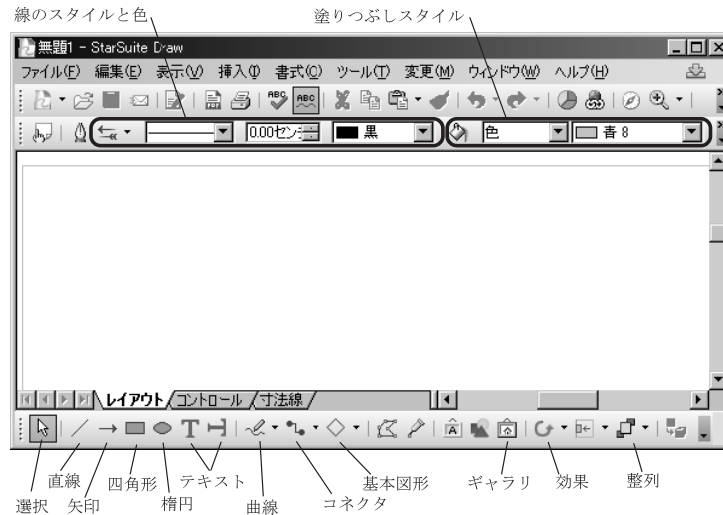 線のスタイルと色
塗りつぶしスタイル
無題1 - StarSuite Draw
ファイル(F) 編集(E) 表示(V) 挿入(I) 書式(O) ツール(T) 変更(M) ウィンドウ(W) ヘルプ(H)
ABC ABC
0.00センチ 黒 色 青 8
レイアウト コントロール 寸法線
T A
直線 四角形 テキスト 基本図形 ギャラリ 効果 整列
選択 矢印 楕円 曲線 コネクタ